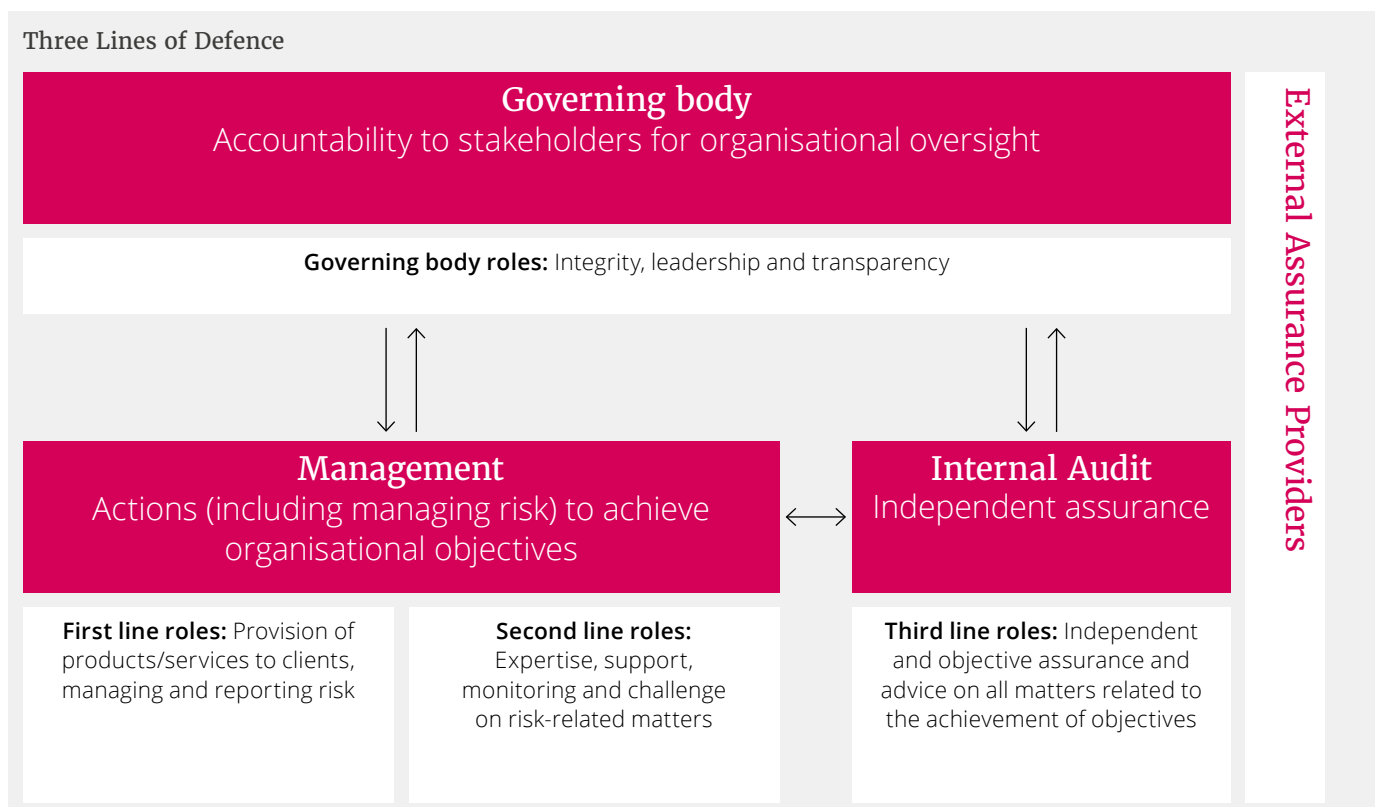 Three Lines of Defence
Governing body
Accountability to stakeholders for organisational oversight
Governing body roles: Integrity, leadership and transparency
Management
Actions (including managing risk) to achieve
organisational objectives
Internal Audit
Independent assurance
First line roles: Provision of
products/services to clients,
managing and reporting risk
Second line roles:
Expertise, support,
monitoring and challenge
on risk-related matters
Third line roles: Independent
and objective assurance and
advice on all matters related to
the achievement of objectives
External Assurance Providers